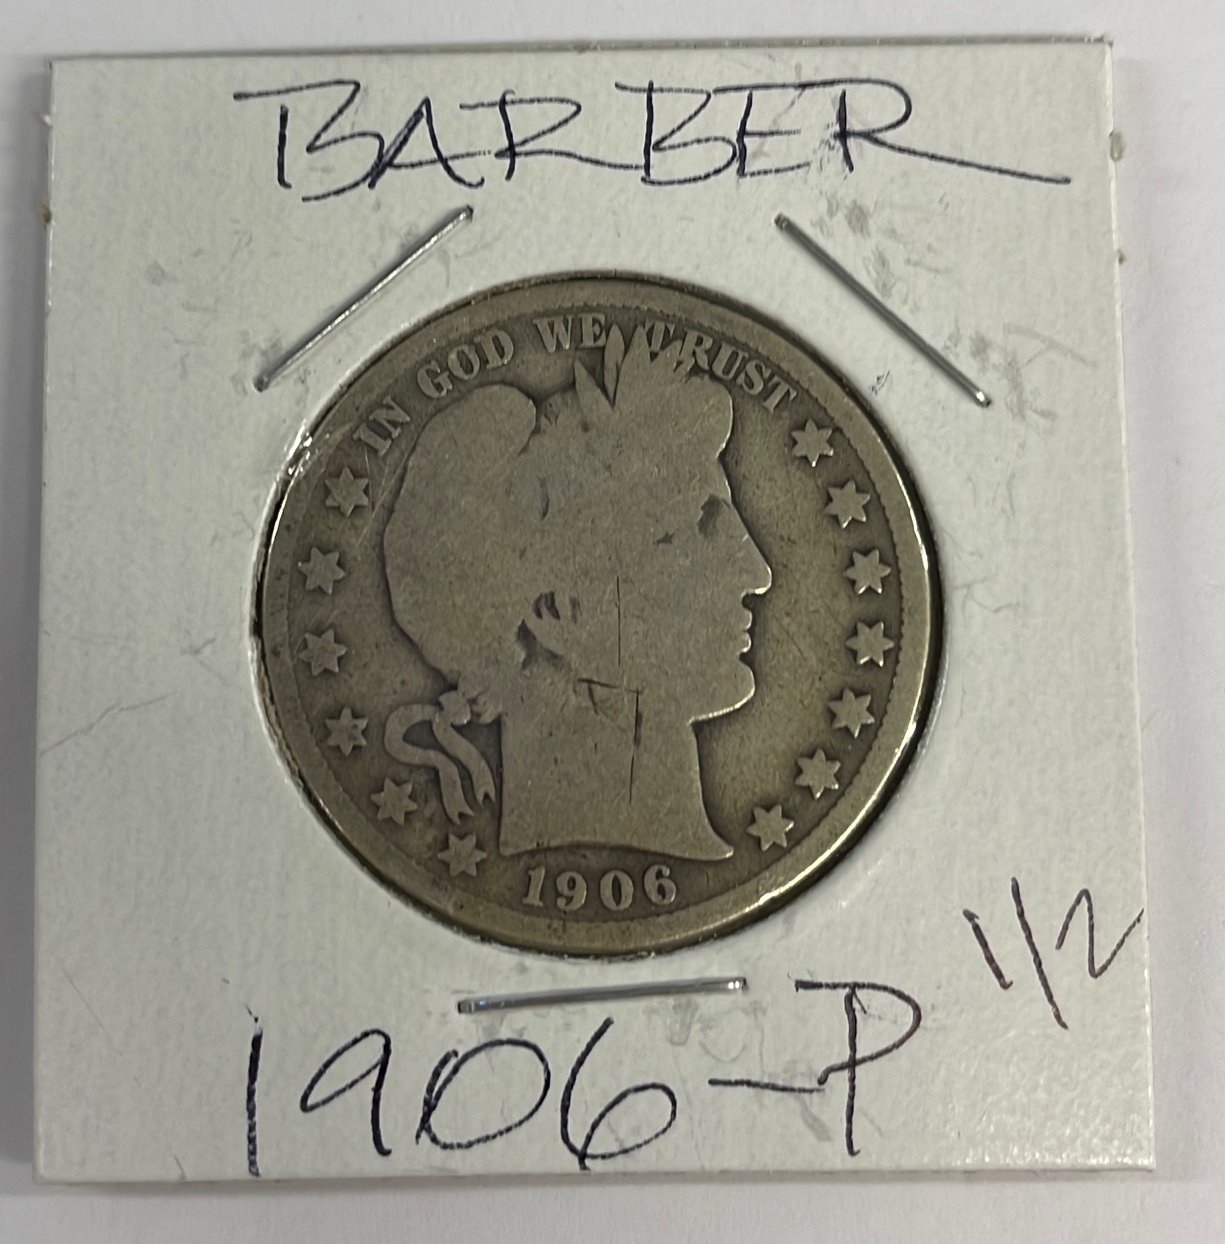 BARBER
IN GOD WE TRUST
1906
1/2
1906-P